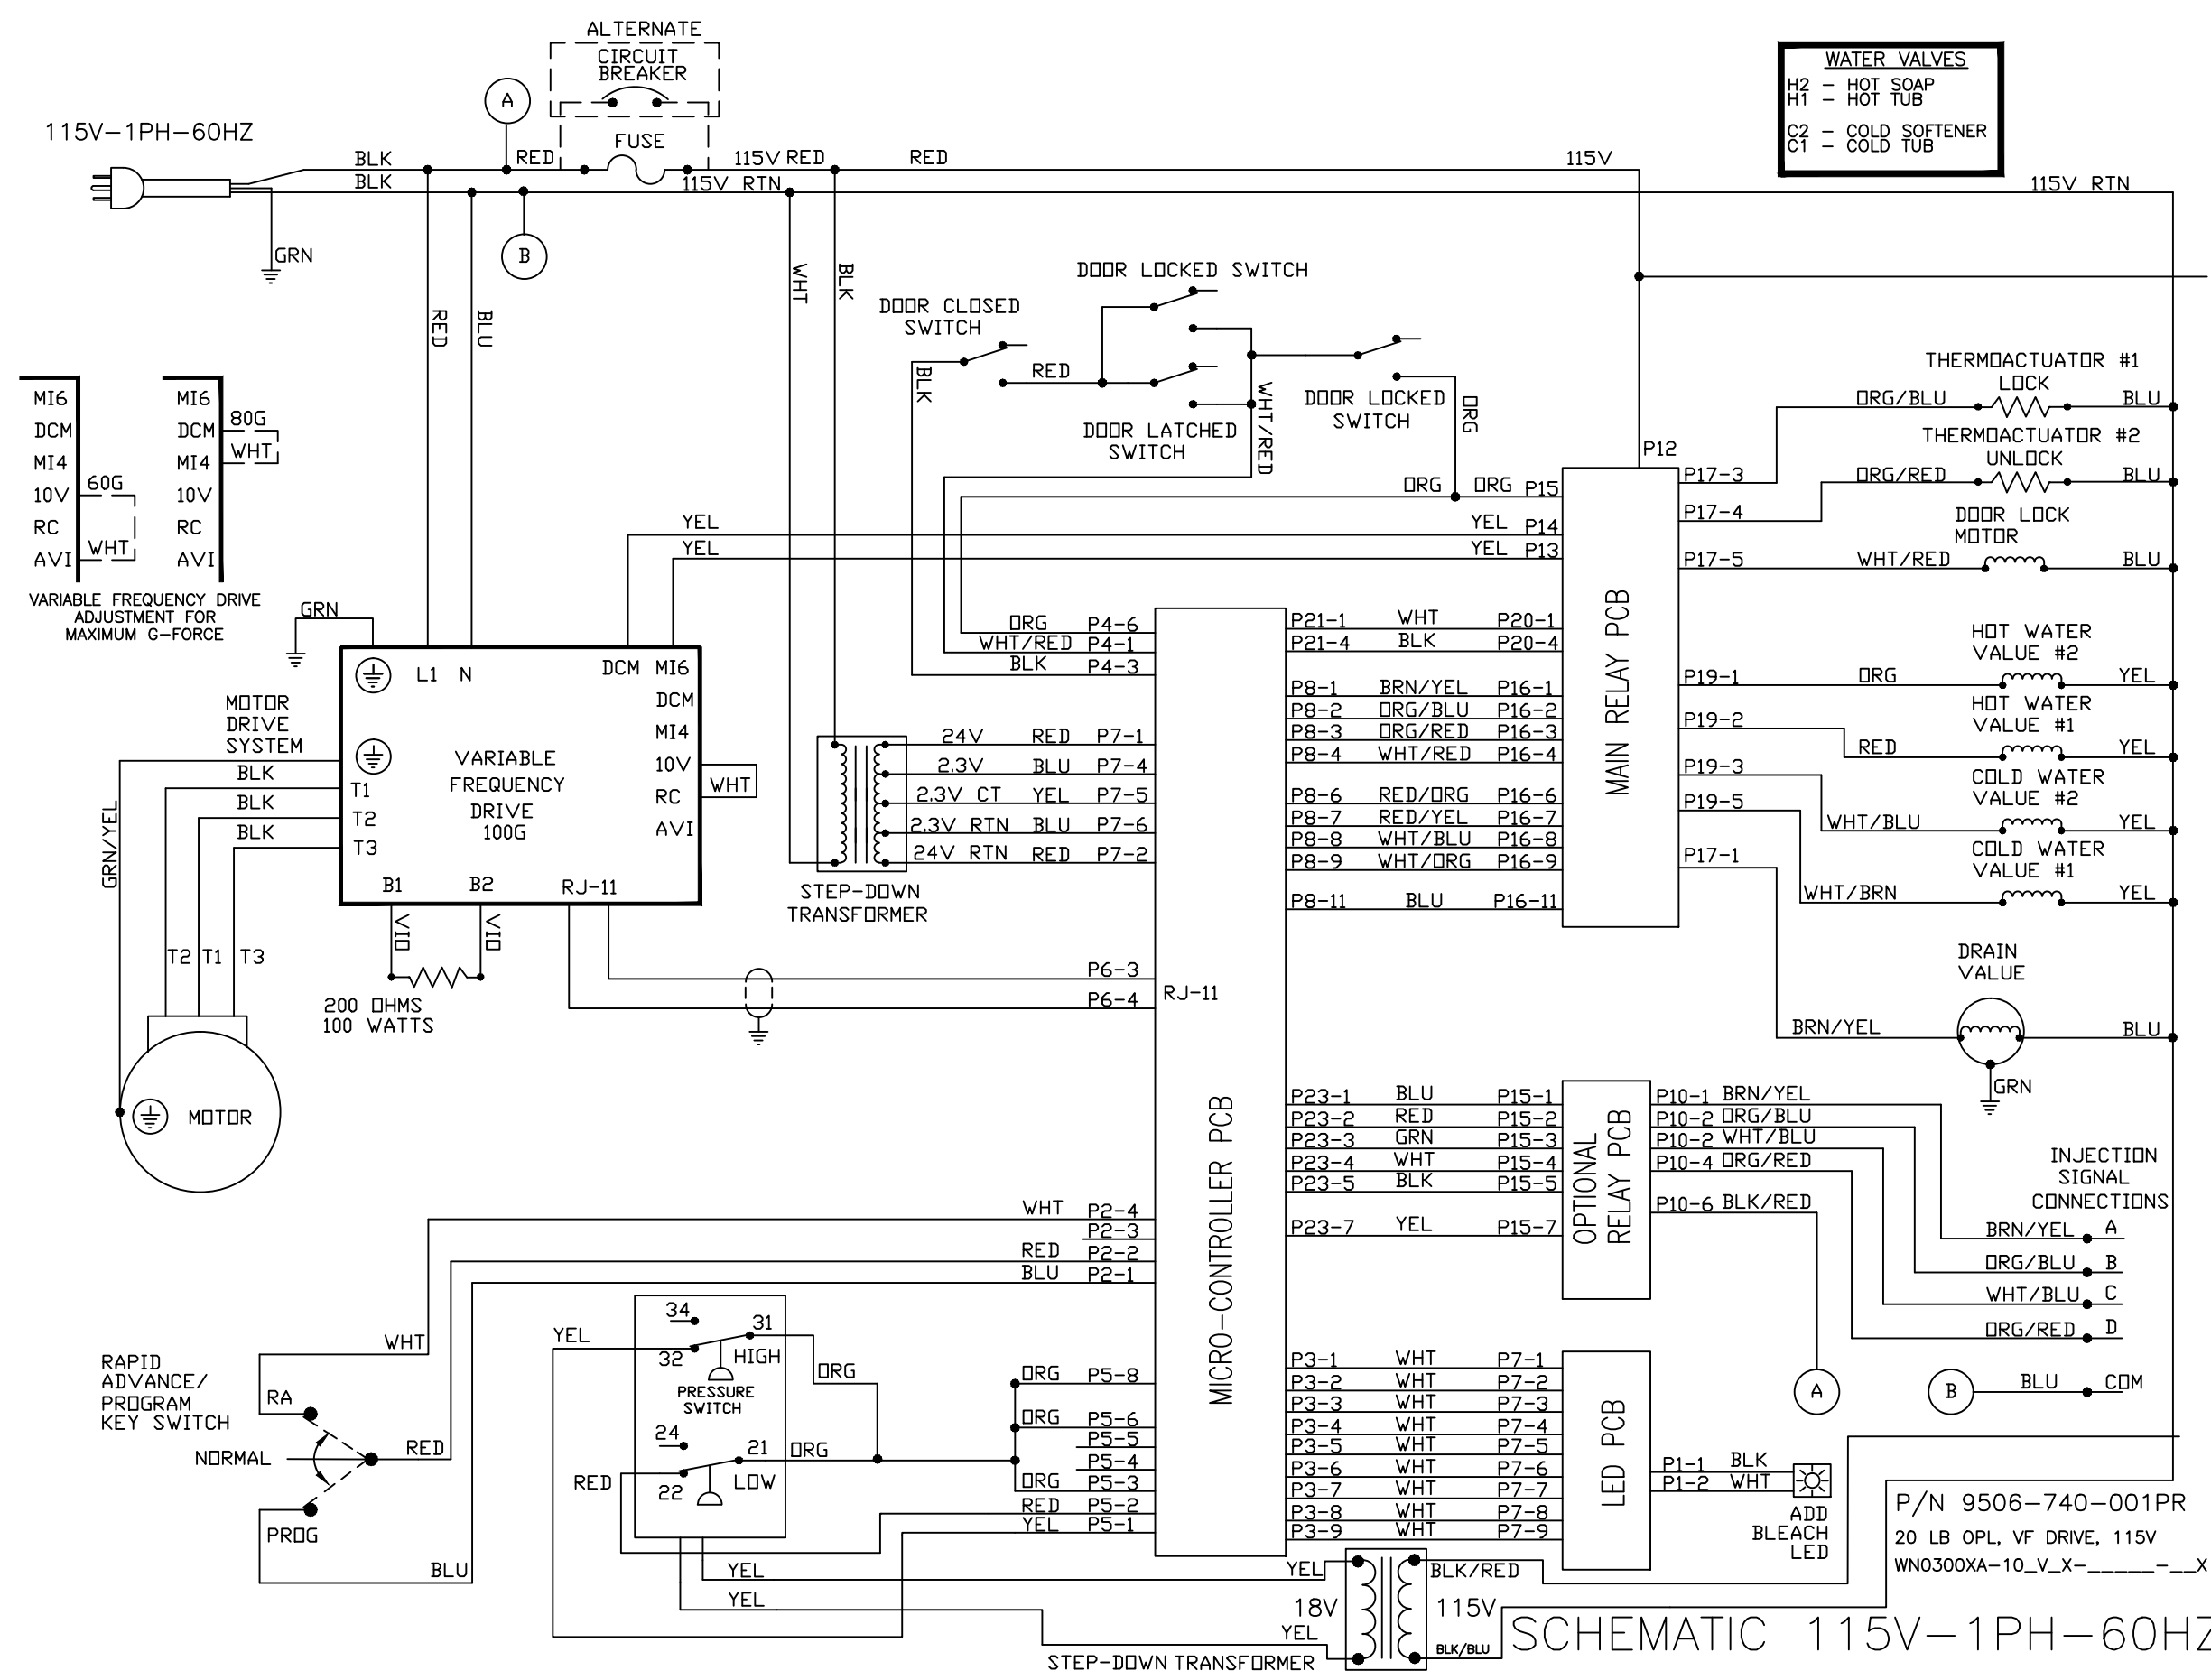 ALTERNATE
CIRCUIT
BREAKER
A
FUSE
115V-1PH-60HZ
BLK
RED
115V RED
RED
115V
BLK
115V RTN
115V RTN
GRN
B
WATER VALVES
H2 - HOT SOAP
H1 - HOT TUB
C2 - COLD SOFTENER
C1 - COLD TUB
RED
BLU
WHT
BLK
DOOR LOCKED SWITCH
DOOR CLOSED
SWITCH
BLK
RED
DOOR LATCHED
SWITCH
WHT/RED
DOOR LOCKED
SWITCH
ORG
MI6
DCM
MI4
10V
RC
AVI
60G
WHT
MI6
DCM
MI4
10V
RC
AVI
80G
WHT
VARIABLE FREQUENCY DRIVE
ADJUSTMENT FOR
MAXIMUM G-FORCE
GRN
MOTOR
DRIVE
SYSTEM
L1 N
DCM MI6
DCM
MI4
10V
RC
AVI
WHT
VARIABLE
FREQUENCY
DRIVE
100G
T1
T2
T3
B1
B2
RJ-11
BLK
BLK
BLK
GRN/YEL
VIO
VIO
T2 T1 T3
200 OHMS
100 WATTS
MOTOR
YEL
YEL
ORG
ORG P15
YEL P14
YEL P13
P12
ORG P4-6
WHT/RED P4-1
BLK P4-3
24V RED P7-1
2.3V BLU P7-4
2.3V CT YEL P7-5
2.3V RTN BLU P7-6
24V RTN RED P7-2
STEP-DOWN
TRANSFORMER
P6-3
P6-4
RJ-11
MICRO-CONTROLLER PCB
P21-1 WHT P20-1
P21-4 BLK P20-4
P8-1 BRN/YEL P16-1
P8-2 ORG/BLU P16-2
P8-3 ORG/RED P16-3
P8-4 WHT/RED P16-4
P8-6 RED/ORG P16-6
P8-7 RED/YEL P16-7
P8-8 WHT/BLU P16-8
P8-9 WHT/ORG P16-9
P8-11 BLU P16-11
MAIN RELAY PCB
THERMOACTUATOR #1
LOCK
P17-3 ORG/BLU BLU
THERMOACTUATOR #2
UNLOCK
P17-4 ORG/RED BLU
DOOR LOCK
MOTOR
P17-5 WHT/RED BLU
HOT WATER
VALUE #2
P19-1 ORG YEL
HOT WATER
VALUE #1
P19-2 RED YEL
COLD WATER
VALUE #2
P19-3 WHT/BLU YEL
COLD WATER
VALUE #1
P19-5 WHT/BRN YEL
P17-1
DRAIN
VALUE
BRN/YEL BLU
GRN
P23-1 BLU P15-1
P23-2 RED P15-2
P23-3 GRN P15-3
P23-4 WHT P15-4
P23-5 BLK P15-5
P23-7 YEL P15-7
OPTIONAL
RELAY PCB
P10-1 BRN/YEL
P10-2 ORG/BLU
P10-2 WHT/BLU
P10-4 ORG/RED
P10-6 BLK/RED
INJECTION
SIGNAL
CONNECTIONS
BRN/YEL A
ORG/BLU B
WHT/BLU C
ORG/RED D
A
B
BLU COM
WHT P2-4
P2-3
RED P2-2
BLU P2-1
RAPID
ADVANCE/
PROGRAM
KEY SWITCH
WHT
RA
NORMAL
RED
PROG
BLU
34
31
32
HIGH
PRESSURE
SWITCH
24
21
22
LOW
YEL
RED
ORG
ORG
ORG P5-8
ORG P5-6
P5-5
P5-4
ORG P5-3
RED P5-2
YEL P5-1
P3-1 WHT P7-1
P3-2 WHT P7-2
P3-3 WHT P7-3
P3-4 WHT P7-4
P3-5 WHT P7-5
P3-6 WHT P7-6
P3-7 WHT P7-7
P3-8 WHT P7-8
P3-9 WHT P7-9
LED PCB
P1-1 BLK
P1-2 WHT
ADD
BLEACH
LED
YEL
YEL
YEL
YEL
18V
115V
BLK/RED
BLK/BLU
STEP-DOWN TRANSFORMER
P/N 9506-740-001PR
20 LB OPL, VF DRIVE, 115V
WN0300XA-10_V_X-_____-__X
SCHEMATIC 115V-1PH-60HZ